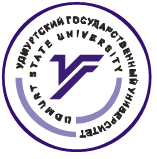 УДМУРТСКИЙ ГОСУДАРСТВЕННЫЙ УНИВЕРСИТЕТ
UDMURT STATE UNIVERSITY